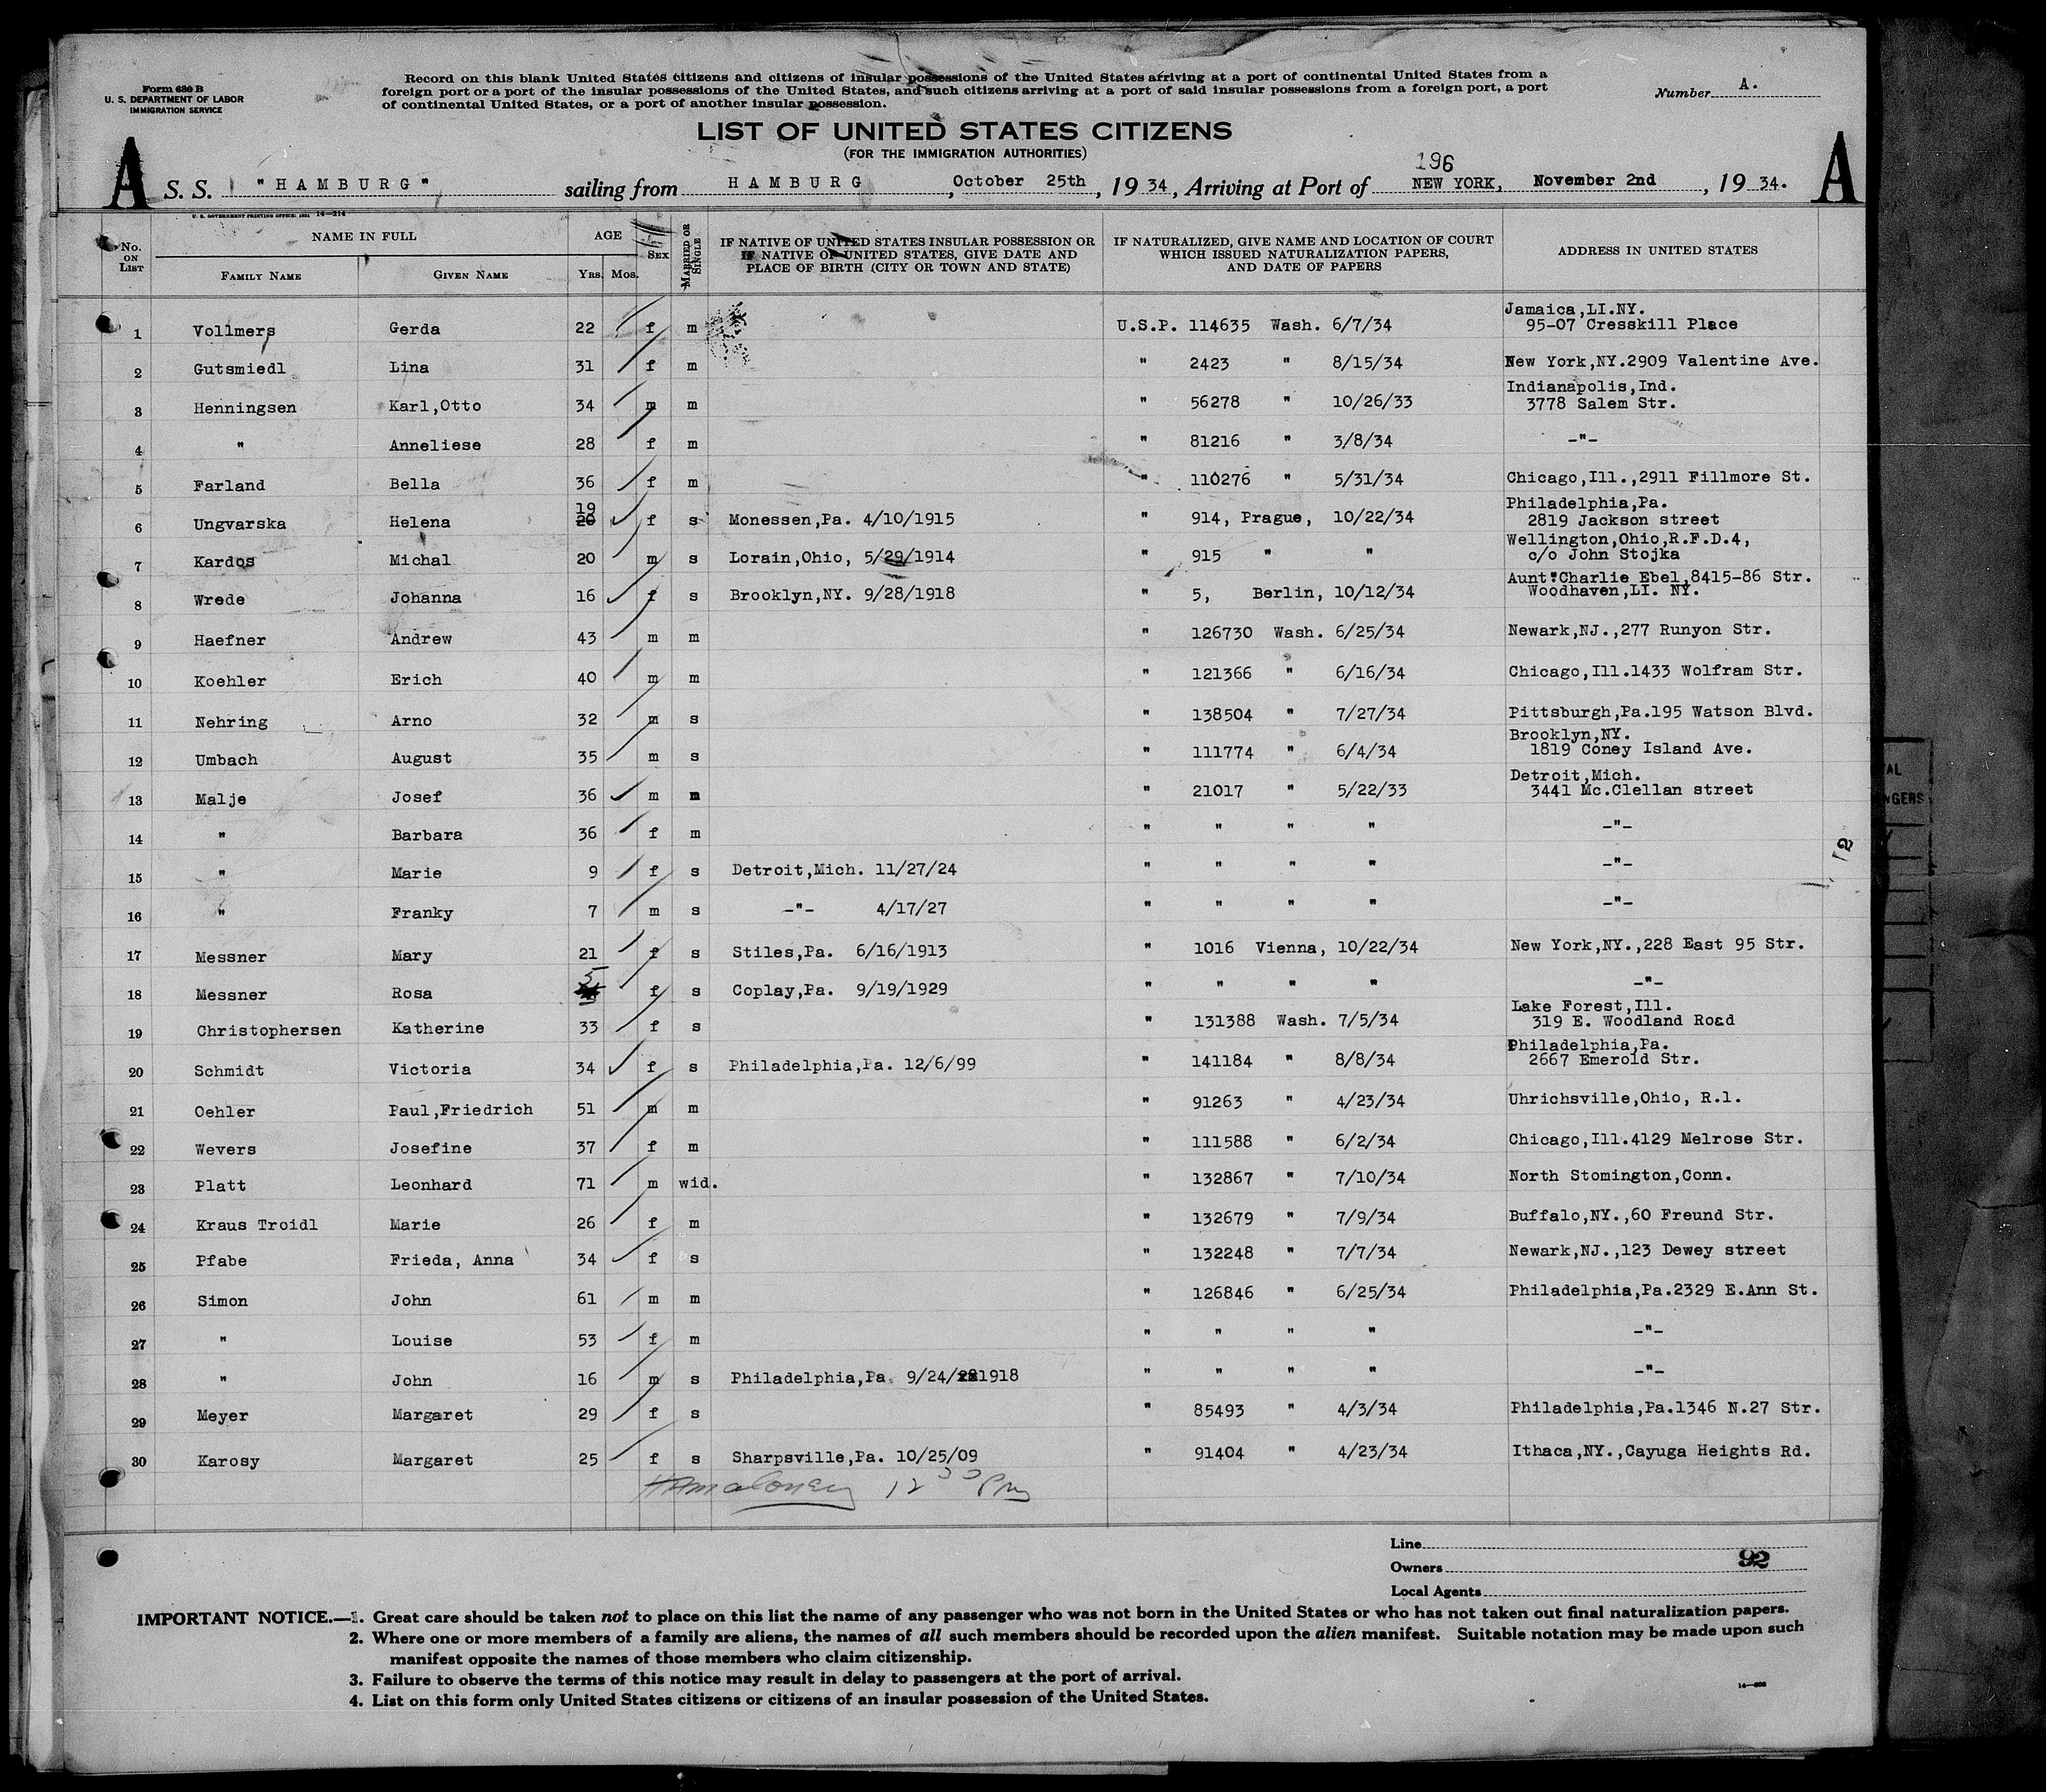 Form 630 B
U. S. DEPARTMENT OF LABOR
IMMIGRATION SERVICE
Record on this blank United States citizens and citizens of insular possessions of the United States arriving at a port of continental United States from a
foreign port or a port of the insular possessions of the United States, and such citizens arriving at a port of said insular possessions from a foreign port, a port
of continental United States, or a port of another insular possession.
Number A.
LIST OF UNITED STATES CITIZENS
(FOR THE IMMIGRATION AUTHORITIES)
196
A S. S. "HAMBURG" sailing from HAMBURG, October 25th, 1934, Arriving at Port of NEW YORK, November 2nd, 1934. A
U. S. GOVERNMENT PRINTING OFFICE: 1931 14—214
No. ON LIST NAME IN FULL AGE SEX MARRIED OR SINGLE IF NATIVE OF UNITED STATES INSULAR POSSESSION OR IF NATIVE OF UNITED STATES, GIVE DATE AND PLACE OF BIRTH (CITY OR TOWN AND STATE) IF NATURALIZED, GIVE NAME AND LOCATION OF COURT WHICH ISSUED NATURALIZATION PAPERS, AND DATE OF PAPERS ADDRESS IN UNITED STATES
FAMILY NAME GIVEN NAME YRS. MOS.
1 Vollmers Gerda 22 f m U.S.P. 114635 Wash. 6/7/34 Jamaica,LI.NY. 95-07 Cresskill Place
2 Gutsmiedl Lina 31 f m " 2423 " 8/15/34 New York,NY.2909 Valentine Ave.
3 Henningsen Karl,Otto 34 m m " 56278 " 10/26/33 Indianapolis,Ind. 3778 Salem Str.
4 " Anneliese 28 f m " 81216 " 3/8/34 -"-
5 Farland Bella 36 f m " 110276 " 5/31/34 Chicago,Ill.,2911 Fillmore St.
6 Ungvarska Helena 19 20 f s Monessen,Pa. 4/10/1915 " 914, Prague, 10/22/34 Philadelphia,Pa. 2819 Jackson street
7 Kardos Michal 20 m s Lorain,Ohio, 5/29/1914 " 915 " " Wellington,Ohio,R.F.D.4, c/o John Stojka
8 Wrede Johanna 16 f s Brooklyn,NY. 9/28/1918 " 5, Berlin, 10/12/34 Aunt:Charlie Ebel,8415-86 Str. Woodhaven,LI. NY.
9 Haefner Andrew 43 m m " 126730 Wash. 6/25/34 Newark,NJ.,277 Runyon Str.
10 Koehler Erich 40 m m " 121366 " 6/16/34 Chicago,Ill.1433 Wolfram Str.
11 Nehring Arno 32 m s " 138504 " 7/27/34 Pittsburgh,Pa.195 Watson Blvd.
12 Umbach August 35 m s " 111774 " 6/4/34 Brooklyn,NY. 1819 Coney Island Ave.
13 Malje Josef 36 m m " 21017 " 5/22/33 Detroit,Mich. 3441 Mc.Clellan street
14 " Barbara 36 f m " " " " -"-
15 " Marie 9 f s Detroit,Mich. 11/27/24 " " " " -"-
16 " Franky 7 m s -"- 4/17/27 " " " " -"-
17 Messner Mary 21 f s Stiles,Pa. 6/16/1913 " 1016 Vienna, 10/22/34 New York,NY.,228 East 95 Str.
18 Messner Rosa 5 f s Coplay,Pa. 9/19/1929 " " " " -"-
19 Christophersen Katherine 33 f s " 131388 Wash. 7/5/34 Lake Forest,Ill. 319 E. Woodland Road
20 Schmidt Victoria 34 f s Philadelphia,Pa. 12/6/99 " 141184 " 8/8/34 Philadelphia,Pa. 2667 Emerold Str.
21 Oehler Paul,Friedrich 51 m m " 91263 " 4/23/34 Uhrichsville,Ohio, R.1.
22 Wevers Josefine 37 f m " 111588 " 6/2/34 Chicago,Ill.4129 Melrose Str.
23 Platt Leonhard 71 m wid. " 132867 " 7/10/34 North Stomington,Conn.
24 Kraus Troidl Marie 26 f m " 132679 " 7/9/34 Buffalo,NY.,60 Freund Str.
25 Pfabe Frieda, Anna 34 f s " 132248 " 7/7/34 Newark,NJ.,123 Dewey street
26 Simon John 61 m m " 126846 " 6/25/34 Philadelphia,Pa.2329 E.Ann St.
27 " Louise 53 f m " " " " -"-
28 " John 16 m s Philadelphia,Pa. 9/24/1918 " " " " -"-
29 Meyer Margaret 29 f s " 85493 " 4/3/34 Philadelphia,Pa.1346 N.27 Str.
30 Karosy Margaret 25 f s Sharpsville,Pa. 10/25/09 " 91404 " 4/23/34 Ithaca,NY.,Cayuga Heights Rd.
12 30 Pm
12
Line
Owners
92
Local Agents
IMPORTANT NOTICE.—1. Great care should be taken not to place on this list the name of any passenger who was not born in the United States or who has not taken out final naturalization papers.
2. Where one or more members of a family are aliens, the names of all such members should be recorded upon the alien manifest. Suitable notation may be made upon such
manifest opposite the names of those members who claim citizenship.
3. Failure to observe the terms of this notice may result in delay to passengers at the port of arrival.
4. List on this form only United States citizens or citizens of an insular possession of the United States.